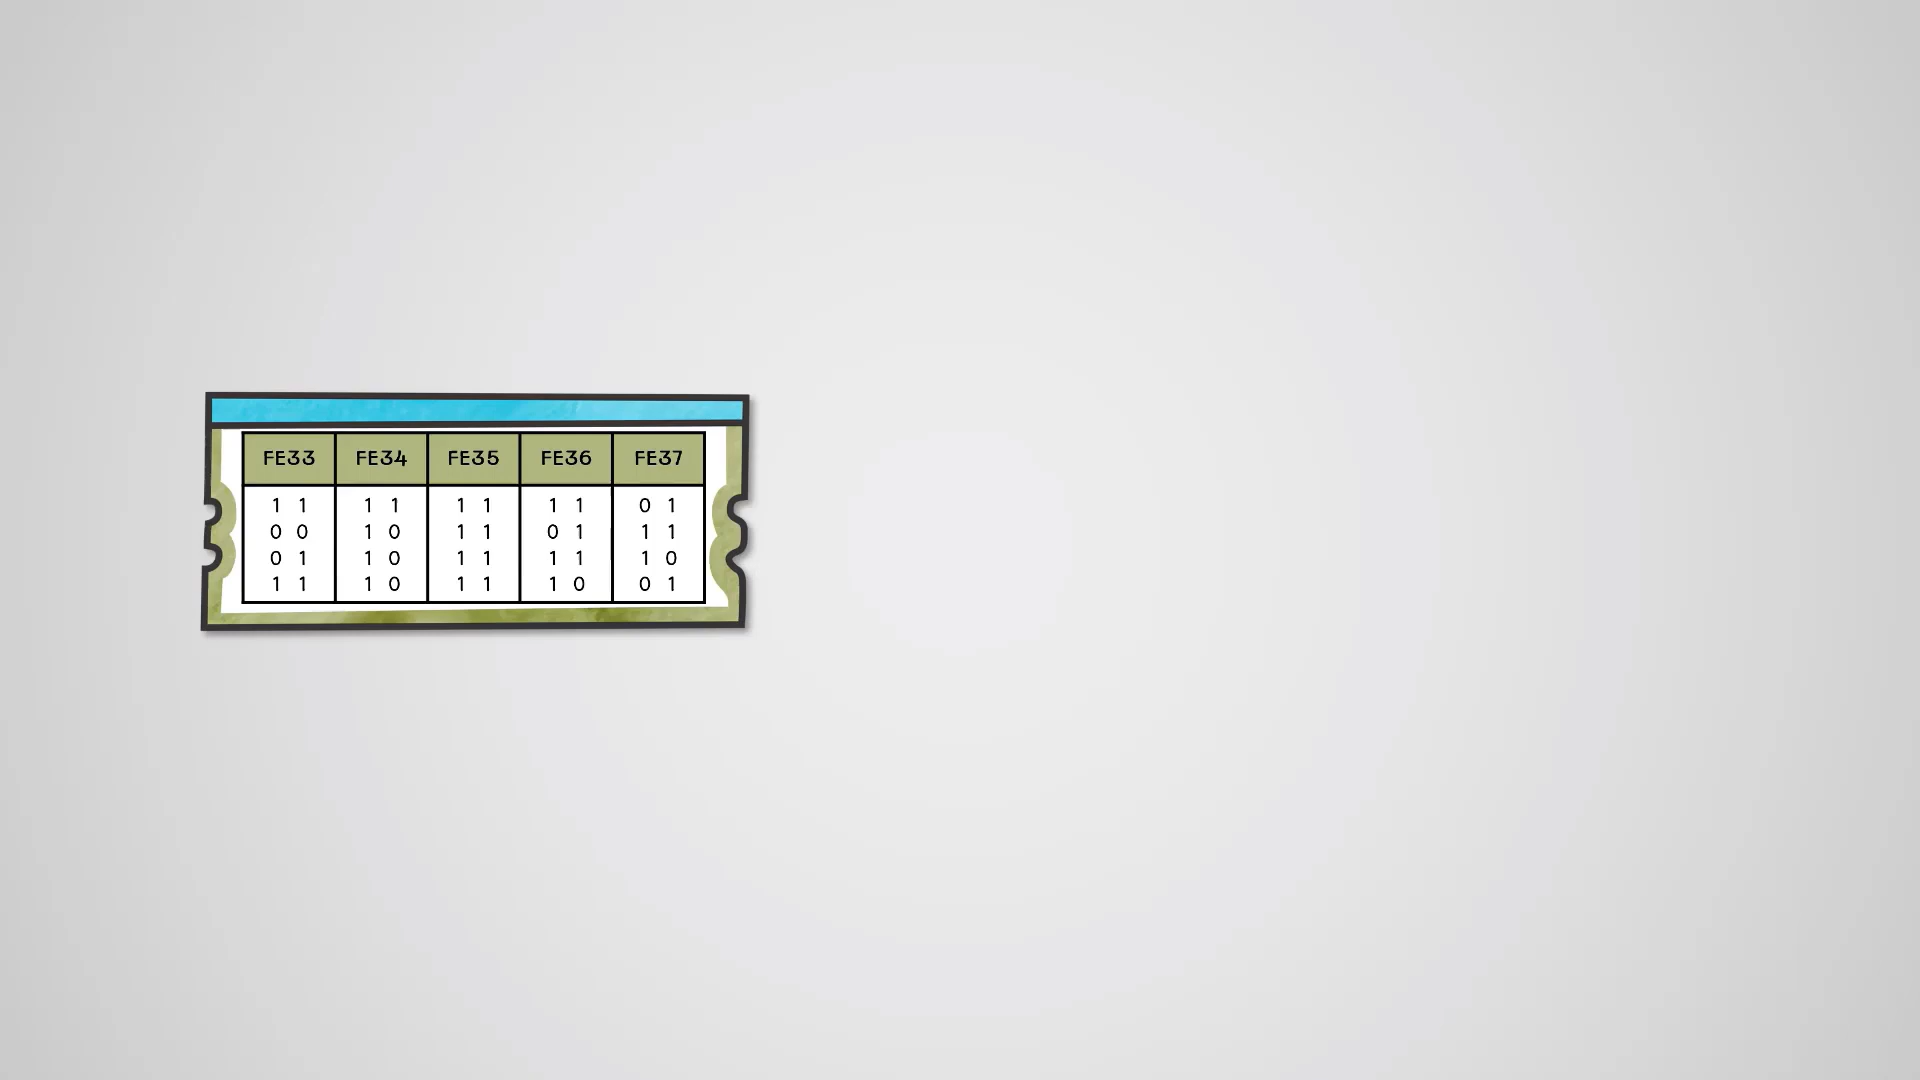 FE33 FE34 FE35 FE36 FE37
1 1 1 1 1 1 1 1 0 1
0 0 1 0 1 1 0 1 1 1
0 1 1 0 1 1 1 1 1 0
1 1 1 0 1 1 1 0 0 1